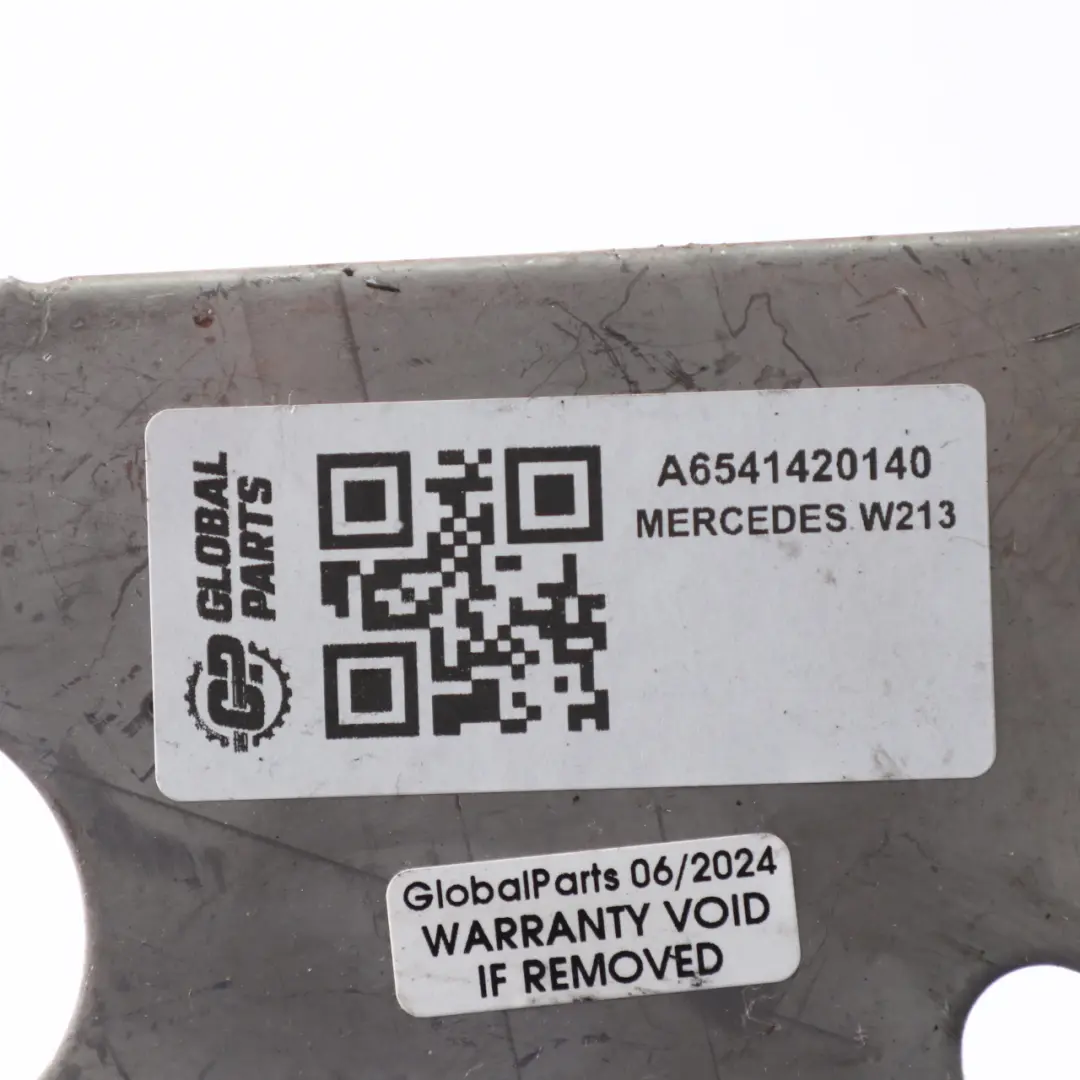 GLOBAL
PARTS
A6541420140
MERCEDES W213
GlobalParts 06/2024
WARRANTY VOID
IF REMOVED